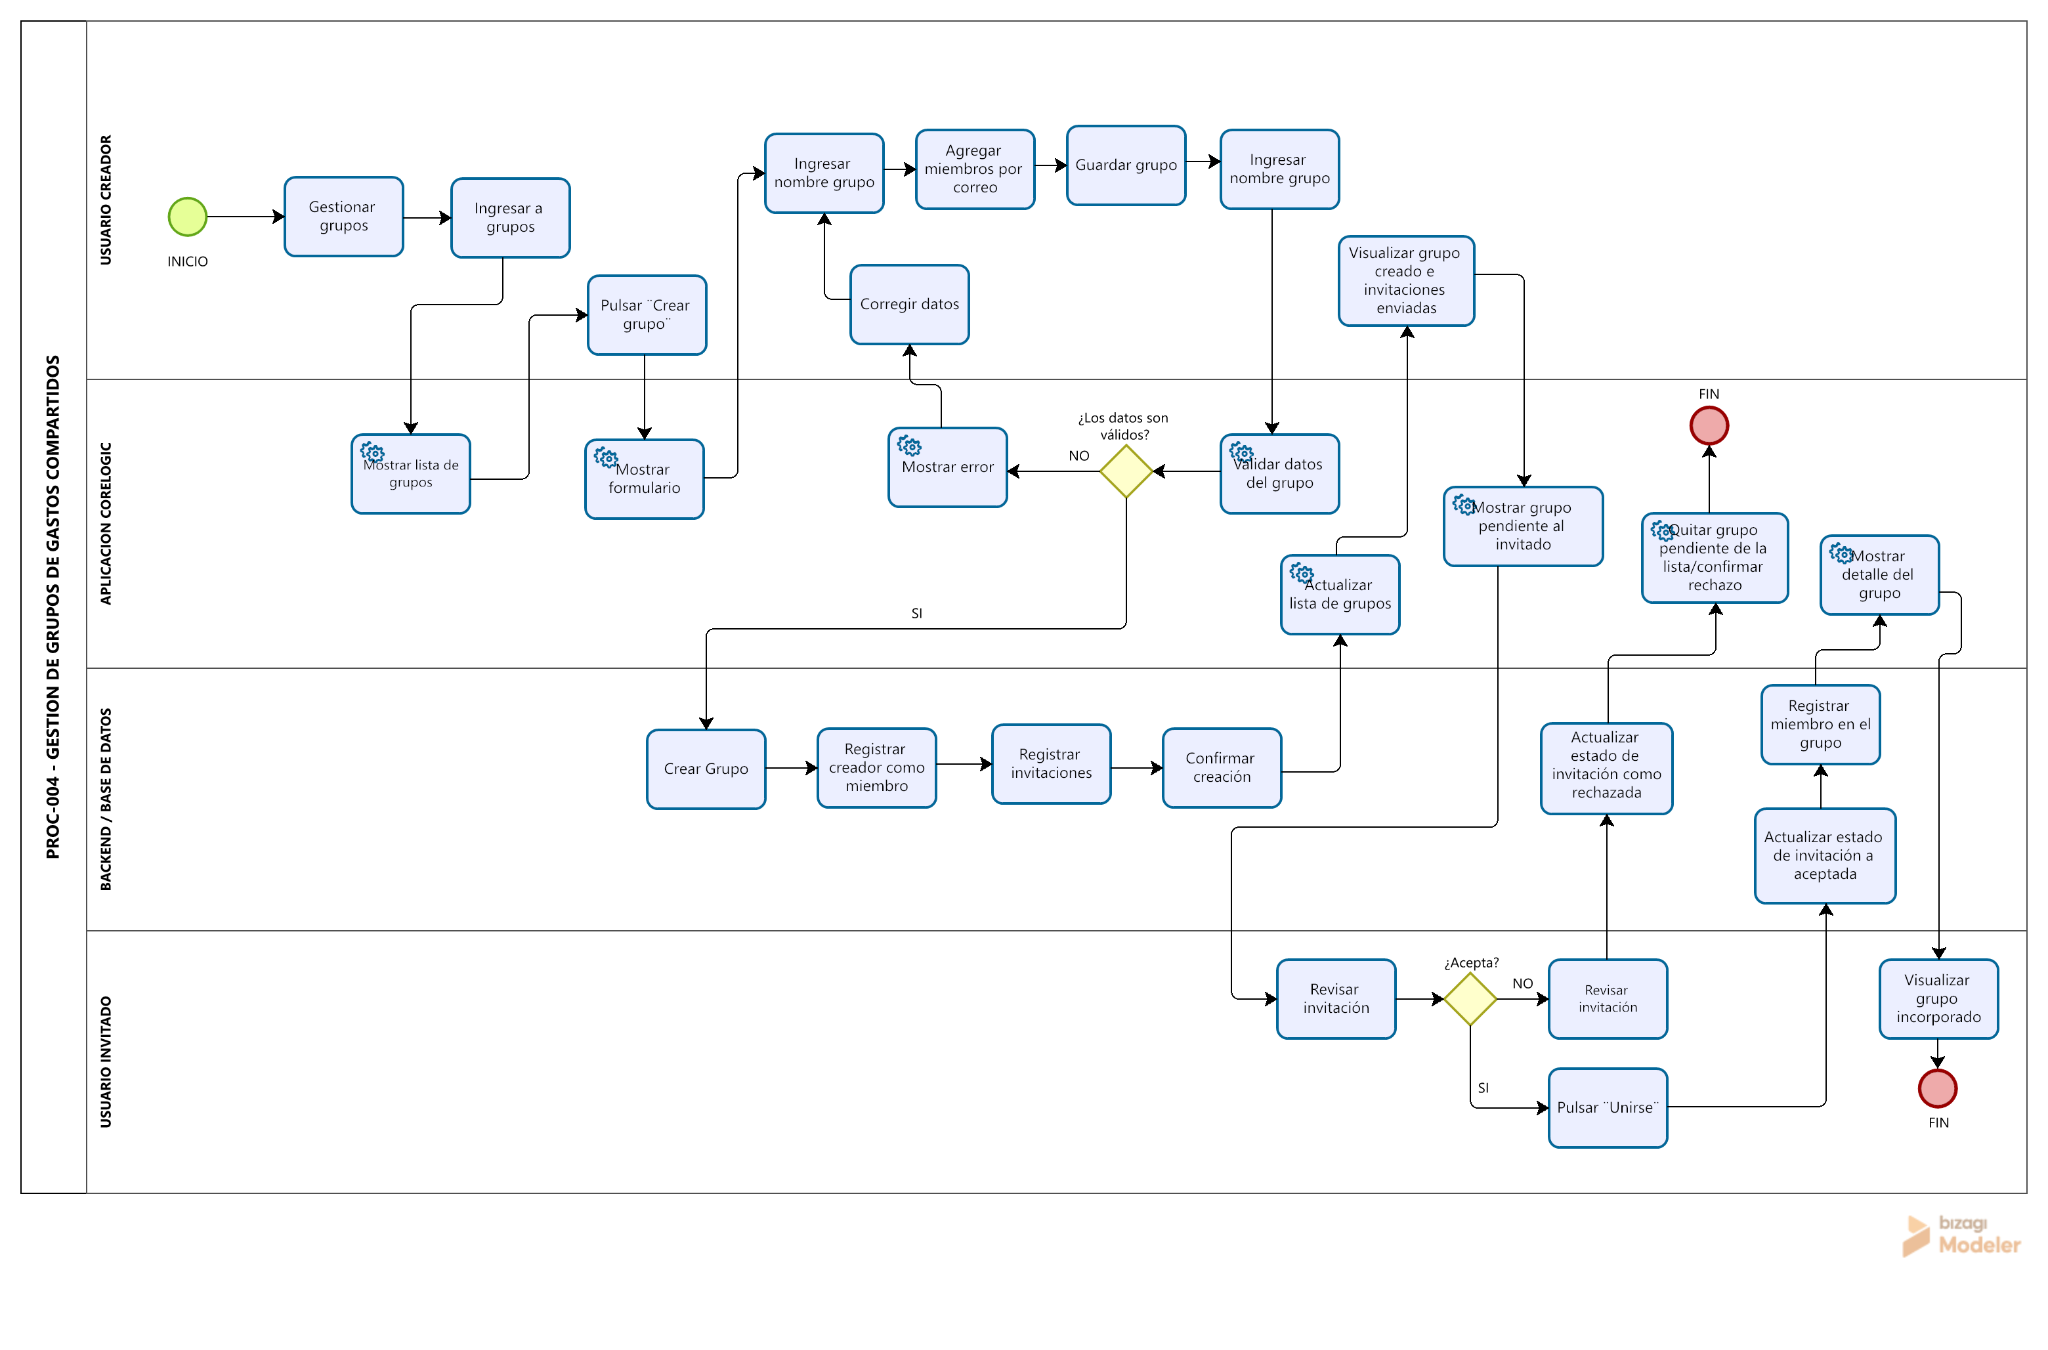 PROC-004 - GESTION DE GRUPOS DE GASTOS COMPARTIDOS
USUARIO CREADOR
INICIO
Gestionar
grupos
Ingresar a
grupos
Pulsar ¨Crear
grupo¨
Ingresar
nombre grupo
Agregar
miembros por
correo
Guardar grupo
Ingresar
nombre grupo
Corregir datos
Visualizar grupo
creado e
invitaciones
enviadas
APLICACION CORELOGIC
Mostrar lista de
grupos
Mostrar
formulario
Mostrar error
NO
¿Los datos son
válidos?
Validar datos
del grupo
SI
Actualizar
lista de grupos
Mostrar grupo
pendiente al
invitado
FIN
Quitar grupo
pendiente de la
lista/confirmar
rechazo
Mostrar
detalle del
grupo
BACKEND / BASE DE DATOS
Crear Grupo
Registrar
creador como
miembro
Registrar
invitaciones
Confirmar
creación
Actualizar
estado de
invitación como
rechazada
Registrar
miembro en el
grupo
Actualizar estado
de invitación a
aceptada
USUARIO INVITADO
Revisar
invitación
¿Acepta?
NO
Revisar
invitación
SI
Pulsar ¨Unirse¨
Visualizar
grupo
incorporado
FIN
bizagi
Modeler